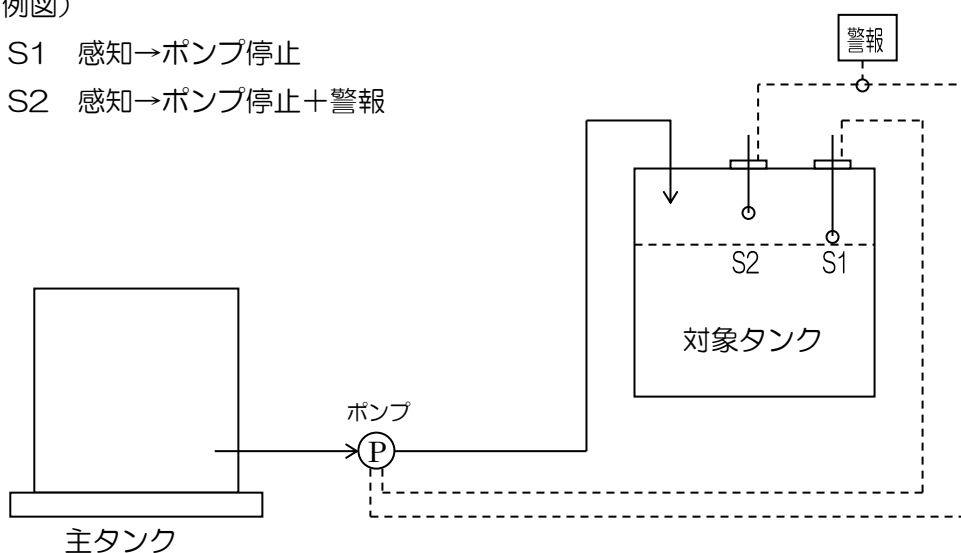 例図)
S1 感知→ポンプ停止
S2 感知→ポンプ停止+警報
警報
S2 S1
対象タンク
ポンプ
P
主タンク